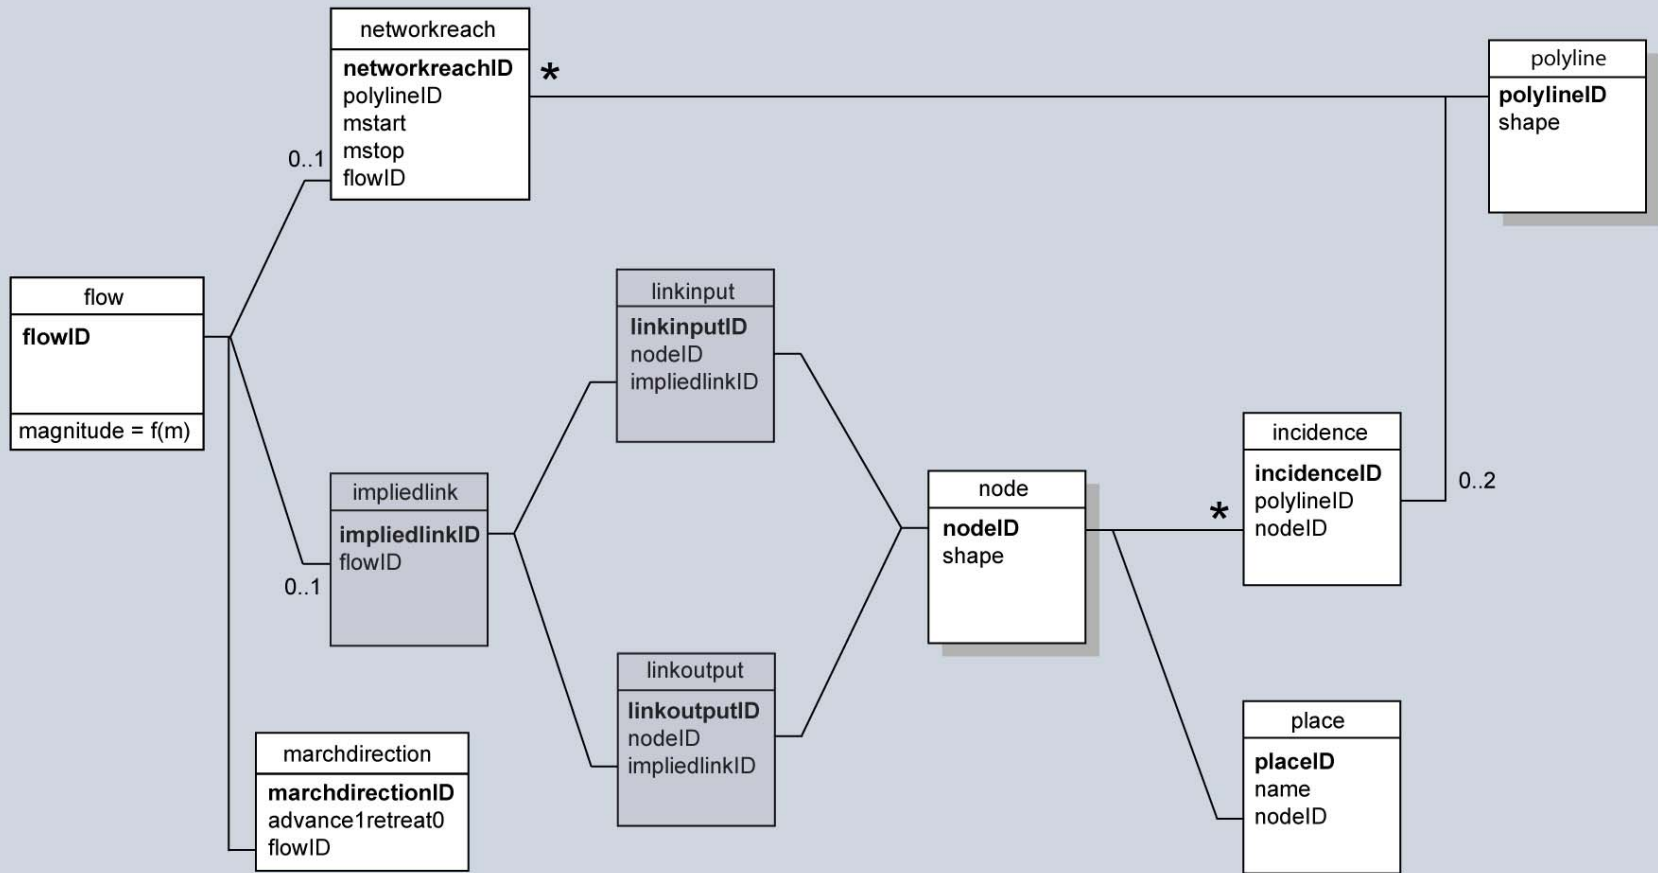 networkreach
networkreachID
polylineID
mstart
mstop
flowID
*
0..1
polyline
polylineID
shape
flow
flowID
magnitude = f(m)
linkinput
linkinputID
nodeID
impliedlinkID
impliedlink
impliedlinkID
flowID
0..1
node
nodeID
shape
*
incidence
incidenceID
polylineID
nodeID
0..2
linkoutput
linkoutputID
nodeID
impliedlinkID
marchdirection
marchdirectionID
advance1retreat0
flowID
place
placeID
name
nodeID